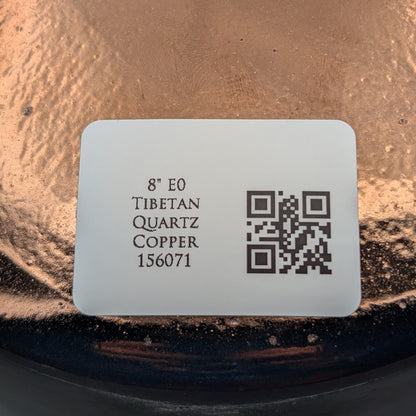 8" E0
Tibetan
Quartz
Copper
156071